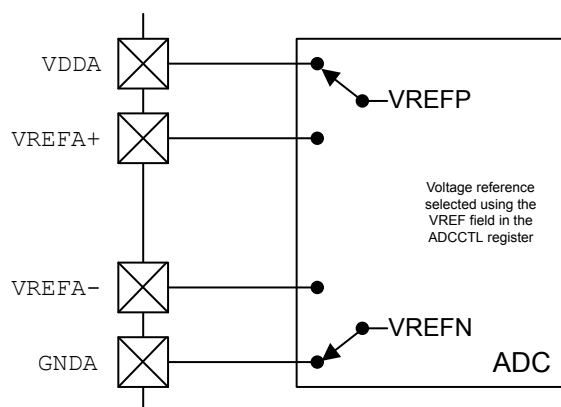 VDDA
VREFP
VREFA+
Voltage reference
selected using the
VREF field in the
ADCCTL register
VREFA-
VREFN
GNDA
ADC